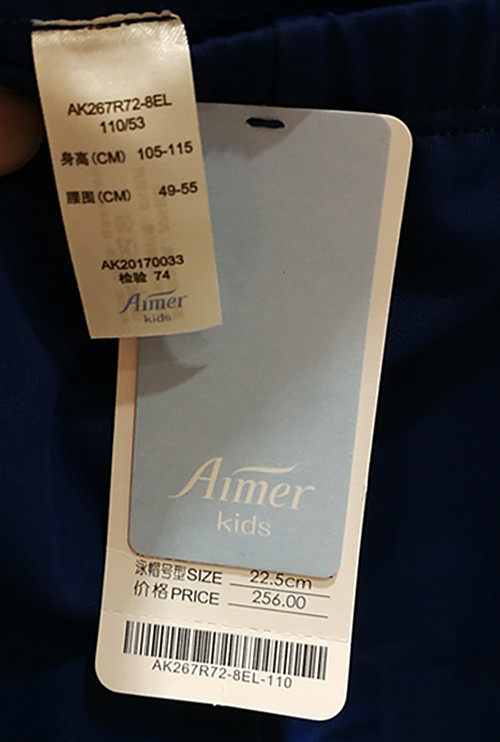 AK267R72-8EL
110/53
身高(CM) 105-115
腰围(CM) 49-55
AK20170033
检验 74
Aimer
kids
Aimer
kids
泳帽号型SIZE 22.5cm
价格PRICE 256.00
AK267R72-8EL-110